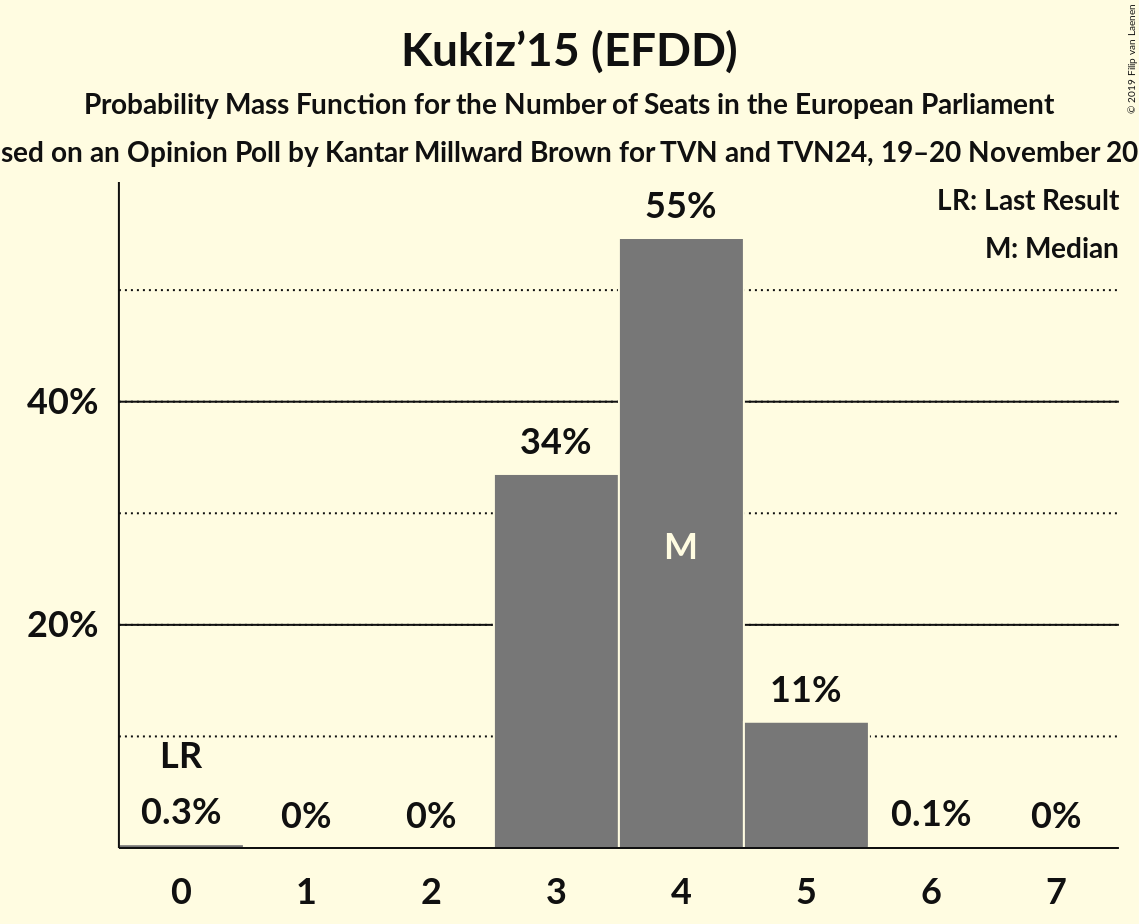 Kukiz’15 (EFDD)
Probability Mass Function for the Number of Seats in the European Parliament
sed on an Opinion Poll by Kantar Millward Brown for TVN and TVN24, 19–20 November 20
© 2019 Filip van Laenen
LR: Last Result
M: Median
55%
40%
34%
M
20%
11%
LR
0.3%
0%
0%
0.1%
0%
0
1
2
3
4
5
6
7